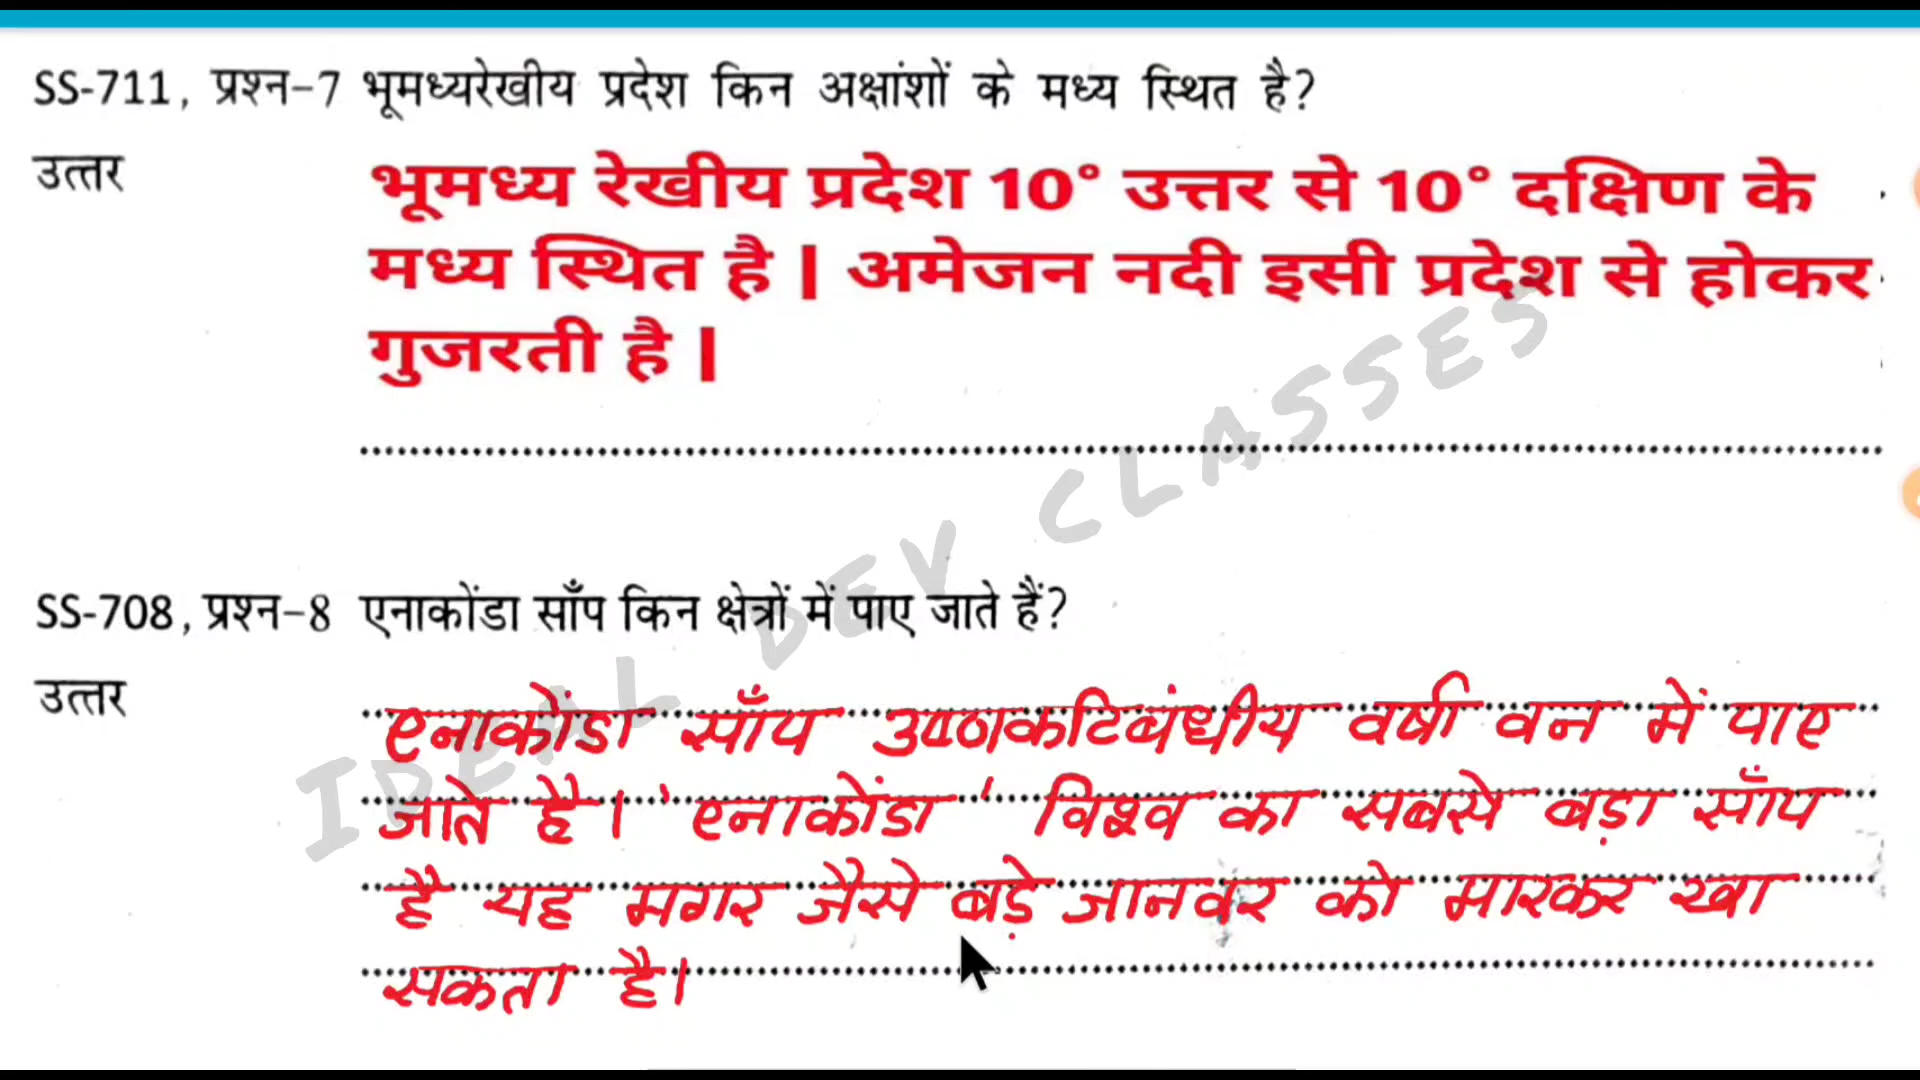 SS-711, प्रश्न-7 भूमध्यरेखीय प्रदेश किन अक्षांशों के मध्य स्थित है?
उत्तर
भूमध्य रेखीय प्रदेश 10° उत्तर से 10° दक्षिण के
मध्य स्थित है | अमेजन नदी इसी प्रदेश से होकर
गुजरती है |
IDEAL DEV CLASSES
SS-708, प्रश्न-8 एनाकोंडा साँप किन क्षेत्रों में पाए जाते हैं?
उत्तर
एनाकोंडा साँप उष्णकटिबंधीय वर्षा वन में पाए
जाते है। 'एनाकोंडा' विश्व का सबसे बड़ा साँप
है यह मगर जैसे बड़े जानवर को मारकर खा
सकता है।